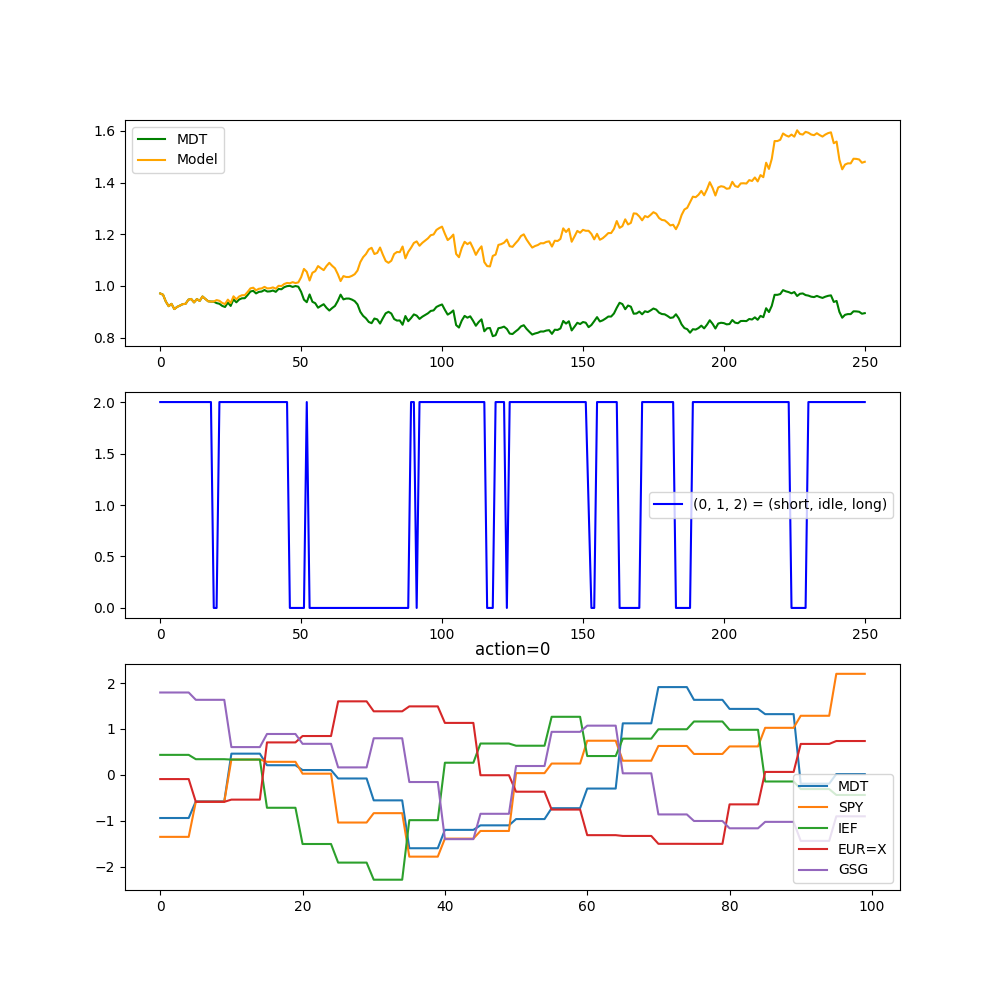 MDT
Model
1.6
1.4
1.2
1.0
0.8
0 50 100 150 200 250
2.0
1.5
1.0
0.5
0.0
(0, 1, 2) = (short, idle, long)
0 50 100 150 200 250
action=0
2
1
0
−1
−2
MDT
SPY
IEF
EUR=X
GSG
0 20 40 60 80 100